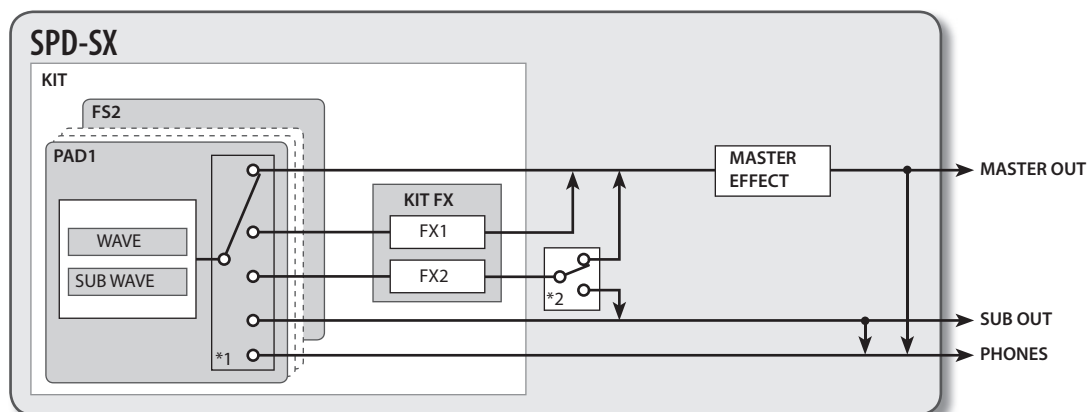 SPD-SX
KIT
FS2
PAD1
WAVE
SUB WAVE
*1
KIT FX
FX1
FX2
*2
MASTER
EFFECT
MASTER OUT
SUB OUT
PHONES